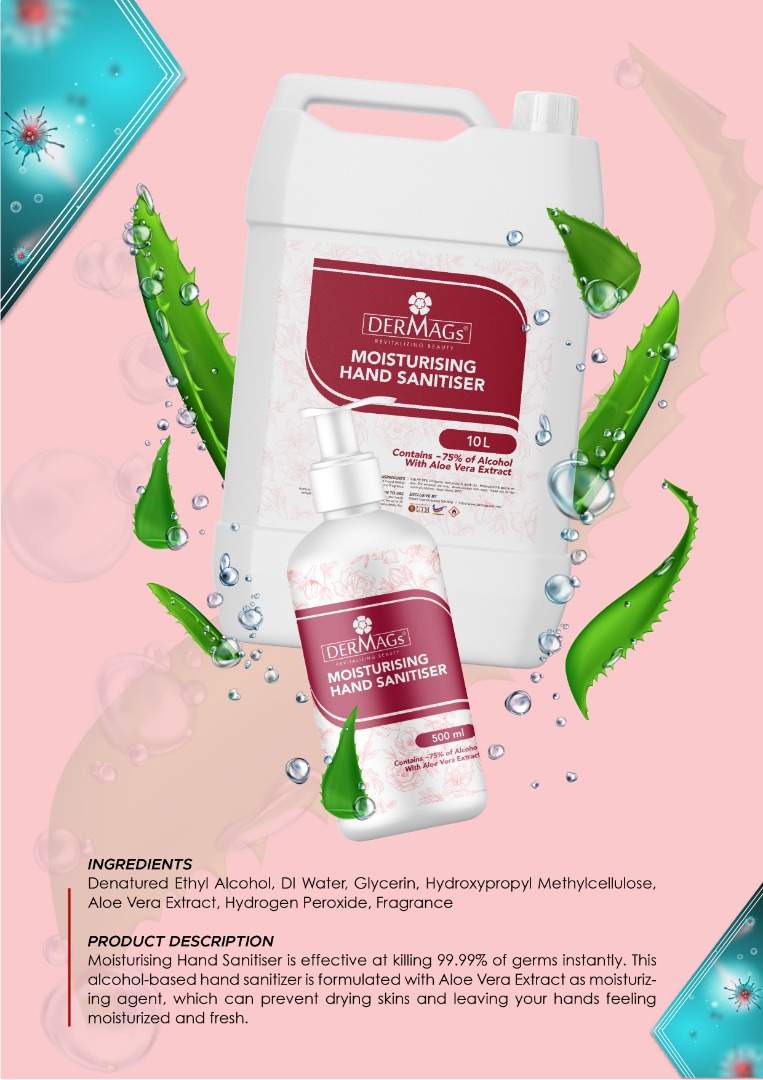 DERMAGs®
REVITALIZING BEAUTY
MOISTURISING
HAND SANITISER
10 L
Contains ~75% of Alcohol
With Aloe Vera Extract
EXCLUSIVE BY
DERMAGs®
REVITALIZING BEAUTY
MOISTURISING
HAND SANITISER
500 ml
Contains ~75% of Alcohol
With Aloe Vera Extract
INGREDIENTS
Denatured Ethyl Alcohol, DI Water, Glycerin, Hydroxypropyl Methylcellulose,
Aloe Vera Extract, Hydrogen Peroxide, Fragrance
PRODUCT DESCRIPTION
Moisturising Hand Sanitiser is effective at killing 99.99% of germs instantly. This
alcohol-based hand sanitizer is formulated with Aloe Vera Extract as moisturiz-
ing agent, which can prevent drying skins and leaving your hands feeling
moisturized and fresh.